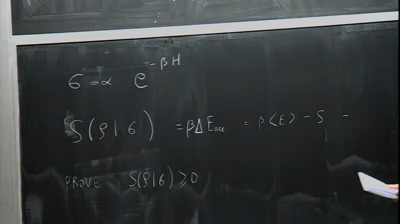 σ = α e^{-βH}
S(ρ|σ) = βΔE = β⟨E⟩ - S -
PROVE S(ρ|σ) ≥ 0